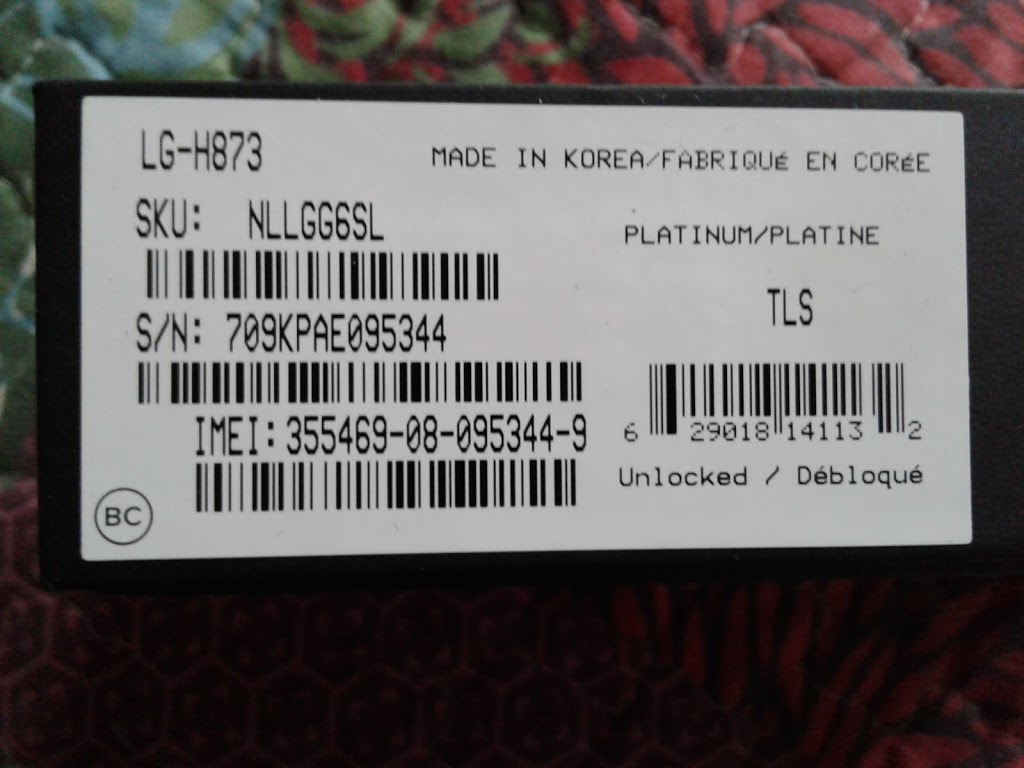 LG-H873
MADE IN KOREA/FABRIQUé EN CORéE
SKU: NLLGG6SL
PLATINUM/PLATINE
TLS
S/N: 709KPAE095344
IMEI: 355469-08-095344-9
6 29018 14113 2
Unlocked / Débloqué
BC